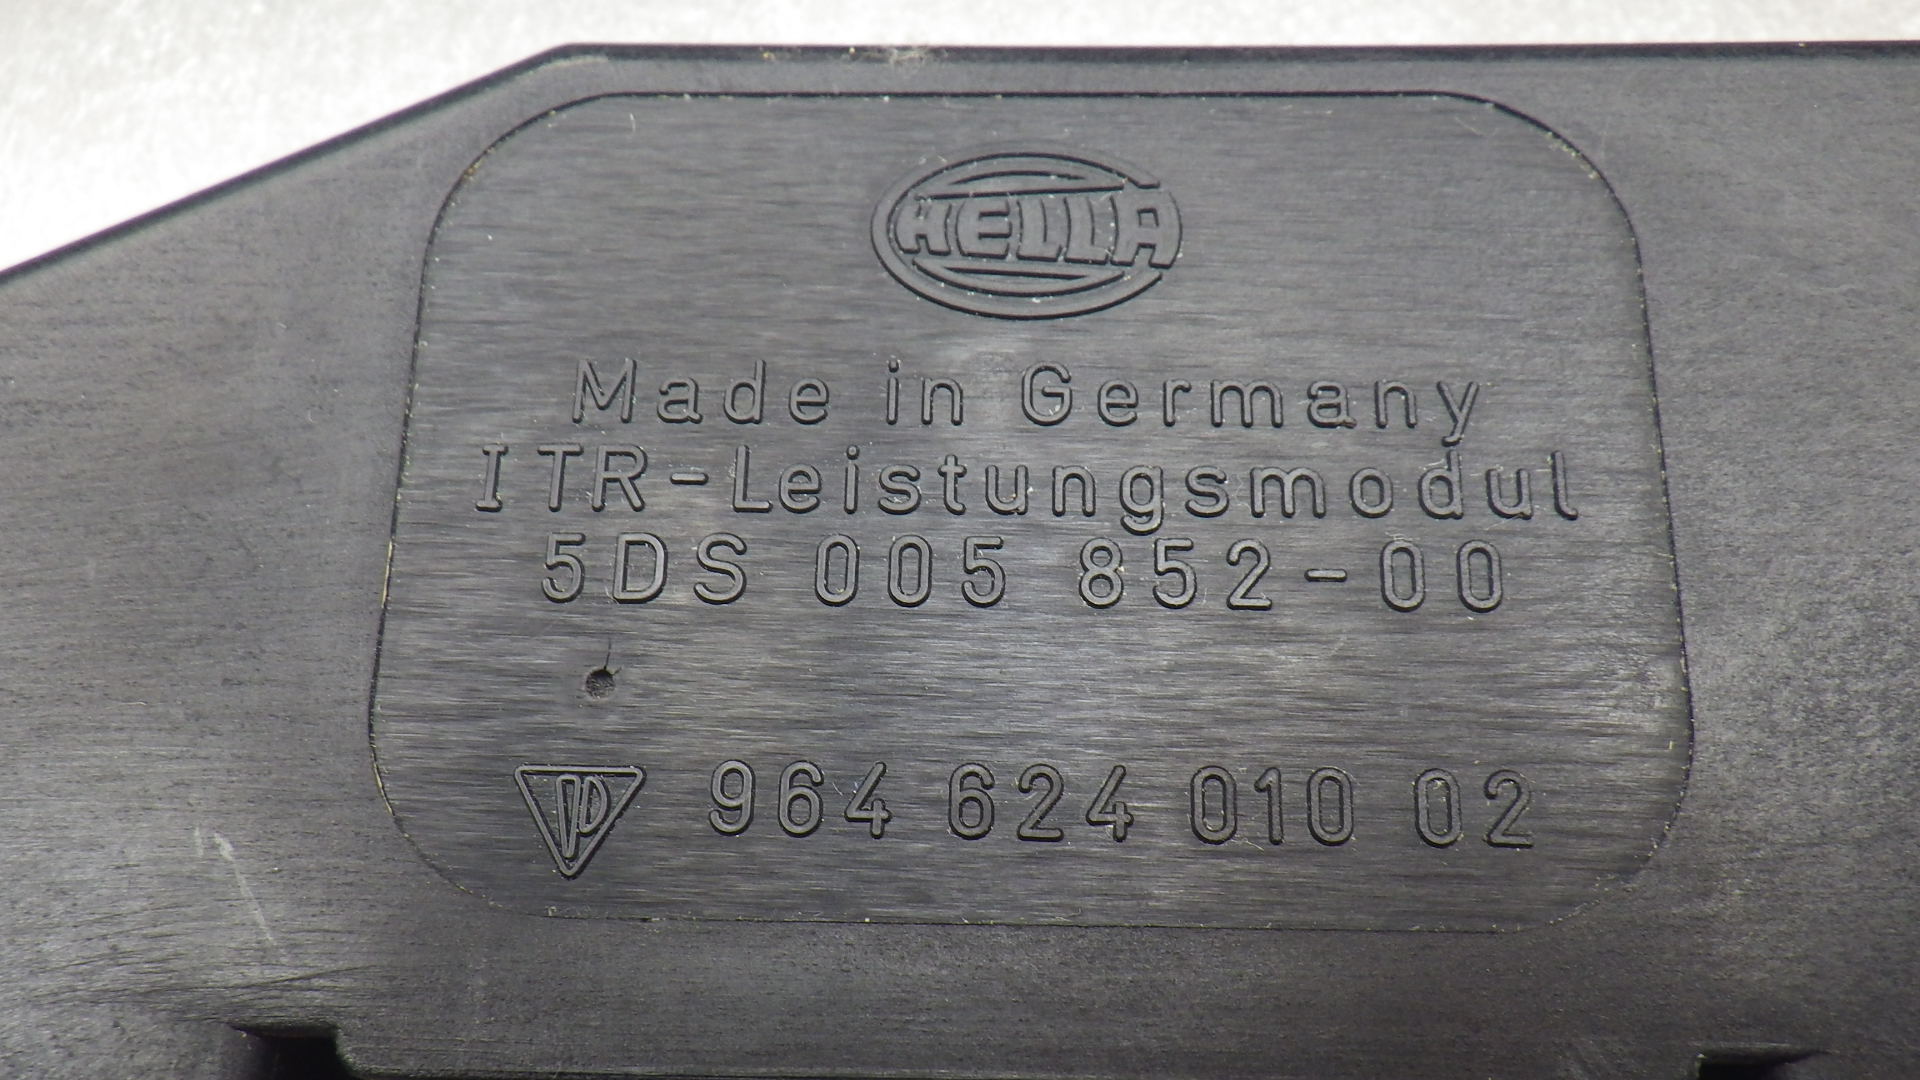 HELLA
Made in Germany
ITR-Leistungsmodul
5DS 005 852-00
964 624 010 02